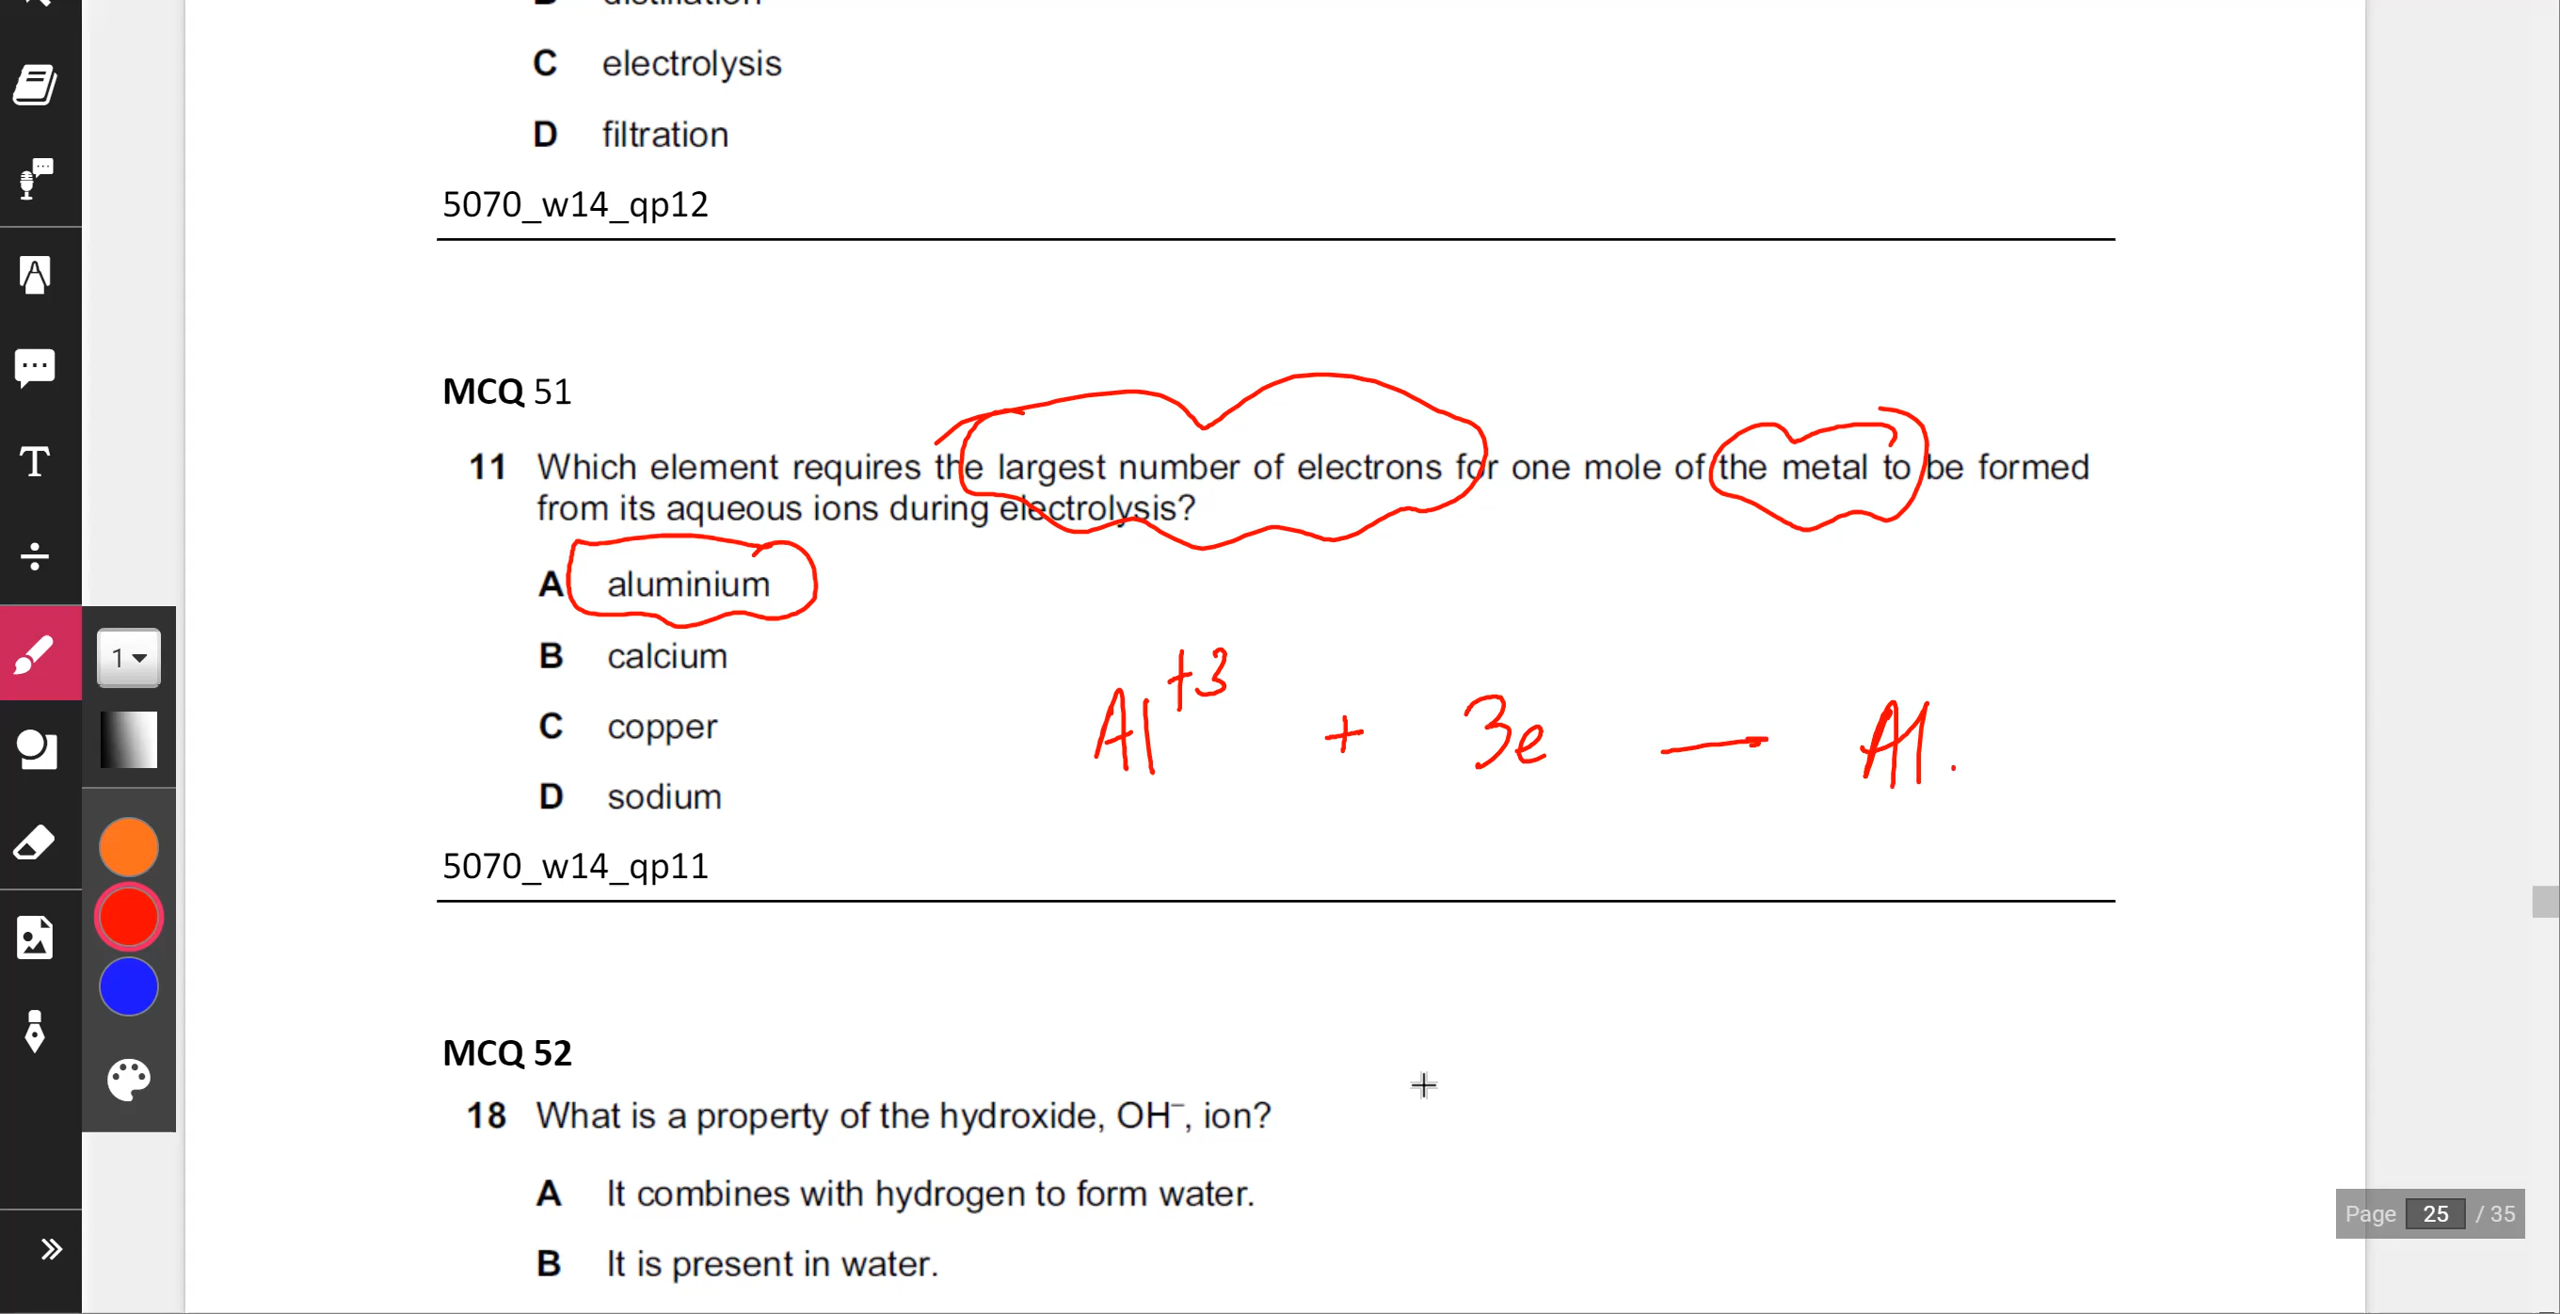 C electrolysis
D filtration
5070_w14_qp12
MCQ 51
11 Which element requires the largest number of electrons for one mole of the metal to be formed
from its aqueous ions during electrolysis?
A aluminium
B calcium
C copper
D sodium
Al+3 + 3e — Al.
5070_w14_qp11
MCQ 52
18 What is a property of the hydroxide, OH⁻, ion?
A It combines with hydrogen to form water.
B It is present in water.
1
Page 25 / 35